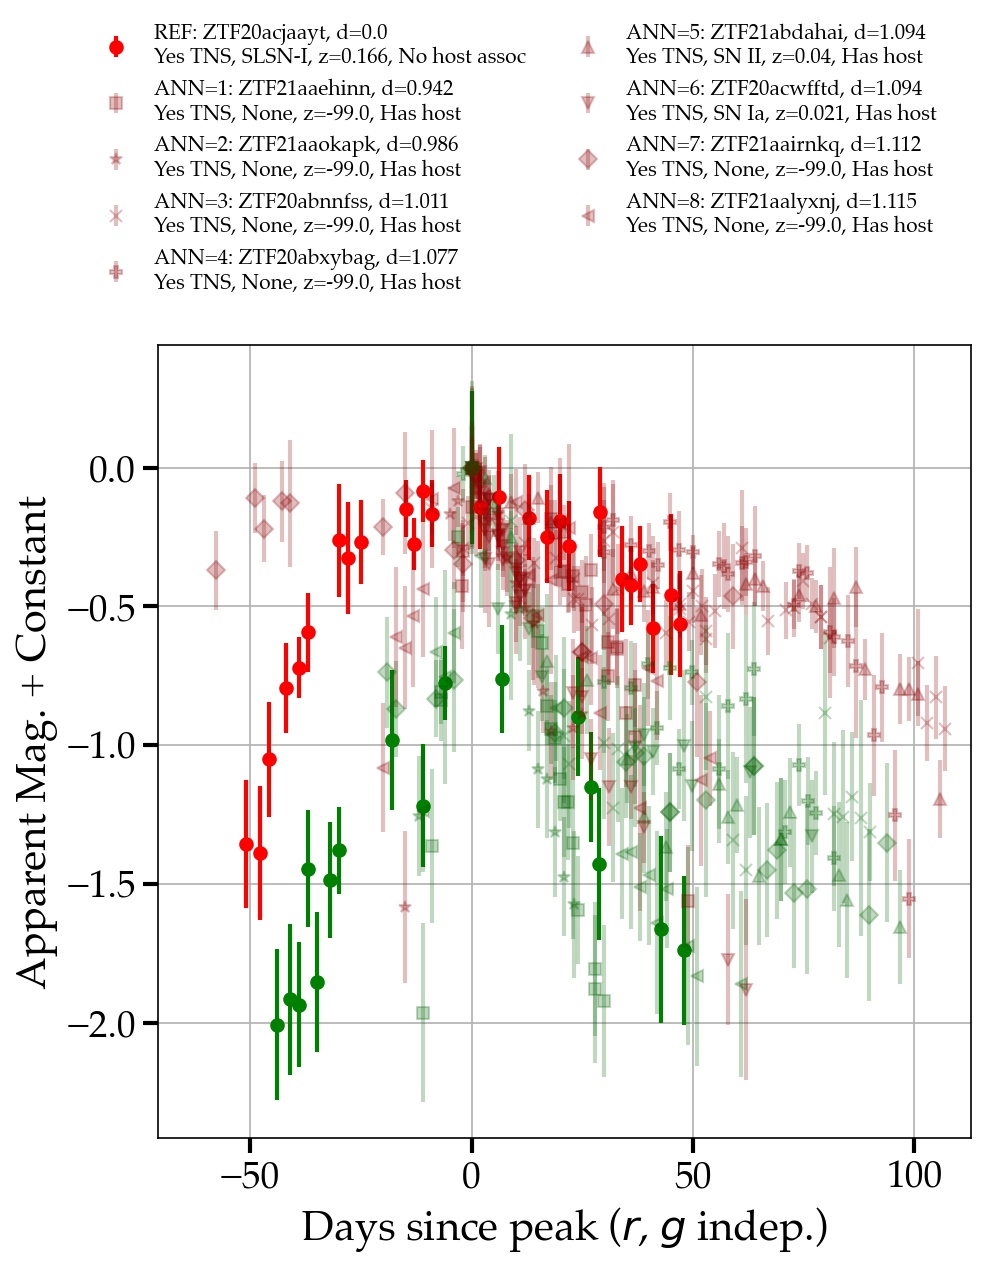 REF: ZTF20acjaayt, d=0.0
Yes TNS, SLSN-I, z=0.166, No host assoc
ANN=1: ZTF21aaehinn, d=0.942
Yes TNS, None, z=-99.0, Has host
ANN=2: ZTF21aaokapk, d=0.986
Yes TNS, None, z=-99.0, Has host
ANN=3: ZTF20abnnfss, d=1.011
Yes TNS, None, z=-99.0, Has host
ANN=4: ZTF20abxybag, d=1.077
Yes TNS, None, z=-99.0, Has host
ANN=5: ZTF21abdahai, d=1.094
Yes TNS, SN II, z=0.04, Has host
ANN=6: ZTF20acwfftd, d=1.094
Yes TNS, SN Ia, z=0.021, Has host
ANN=7: ZTF21aairnkq, d=1.112
Yes TNS, None, z=-99.0, Has host
ANN=8: ZTF21aalyxnj, d=1.115
Yes TNS, None, z=-99.0, Has host
Apparent Mag. + Constant
0.0
−0.5
−1.0
−1.5
−2.0
−50
0
50
100
Days since peak (r, g indep.)